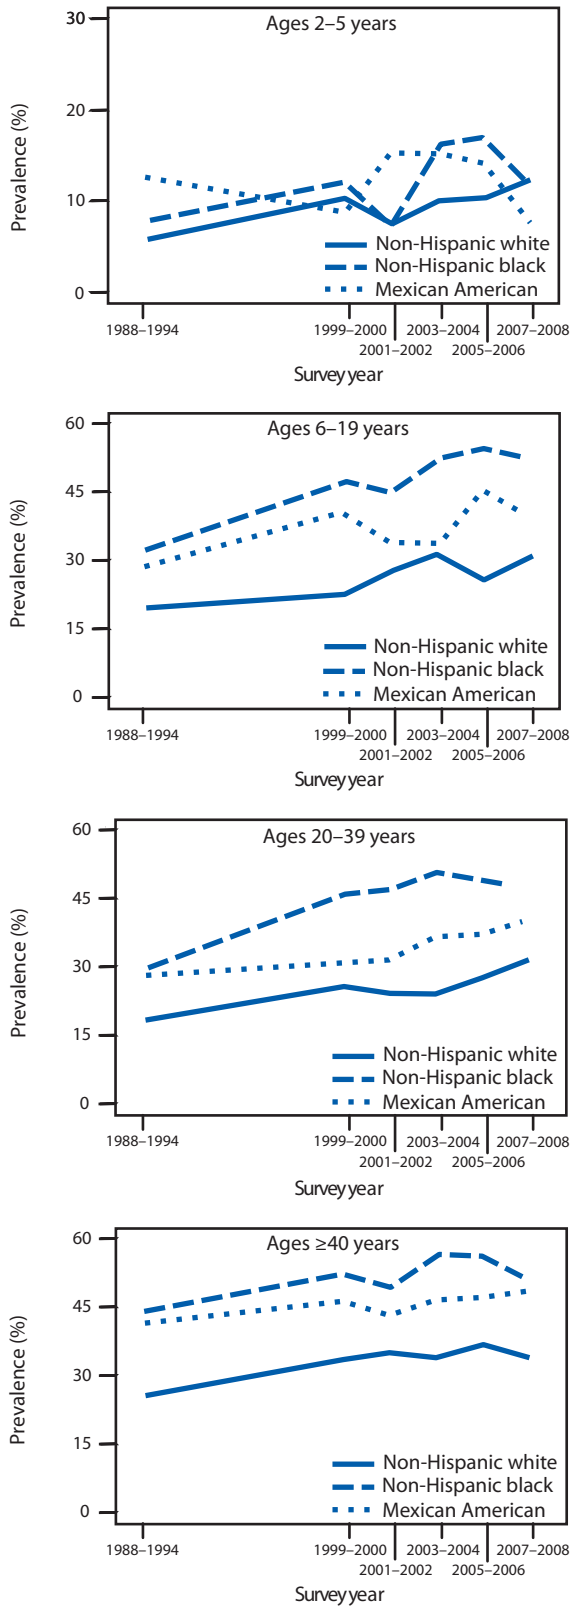 Ages 2–5 years
Prevalence (%)
30
20
10
0
Non-Hispanic white
Non-Hispanic black
Mexican American
1988–1994
1999–2000
2001–2002
2003–2004
2005–2006
2007–2008
Survey year
Ages 6–19 years
Prevalence (%)
60
45
30
15
0
Non-Hispanic white
Non-Hispanic black
Mexican American
1988–1994
1999–2000
2001–2002
2003–2004
2005–2006
2007–2008
Survey year
Ages 20–39 years
Prevalence (%)
60
45
30
15
0
Non-Hispanic white
Non-Hispanic black
Mexican American
1988–1994
1999–2000
2001–2002
2003–2004
2005–2006
2007–2008
Survey year
Ages ≥40 years
Prevalence (%)
60
45
30
15
0
Non-Hispanic white
Non-Hispanic black
Mexican American
1988–1994
1999–2000
2001–2002
2003–2004
2005–2006
2007–2008
Survey year